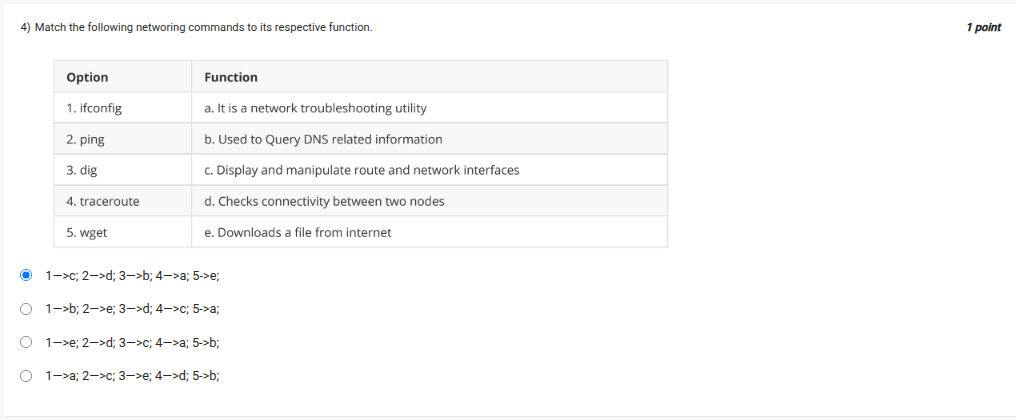 4) Match the following networing commands to its respective function.
1 point
Option Function
1. ifconfig a. It is a network troubleshooting utility
2. ping b. Used to Query DNS related information
3. dig c. Display and manipulate route and network interfaces
4. traceroute d. Checks connectivity between two nodes
5. wget e. Downloads a file from internet
1—>c; 2—>d; 3—>b; 4—>a; 5->e;
1—>b; 2—>e; 3—>d; 4—>c; 5->a;
1—>e; 2—>d; 3—>c; 4—>a; 5->b;
1—>a; 2—>c; 3—>e; 4—>d; 5->b;